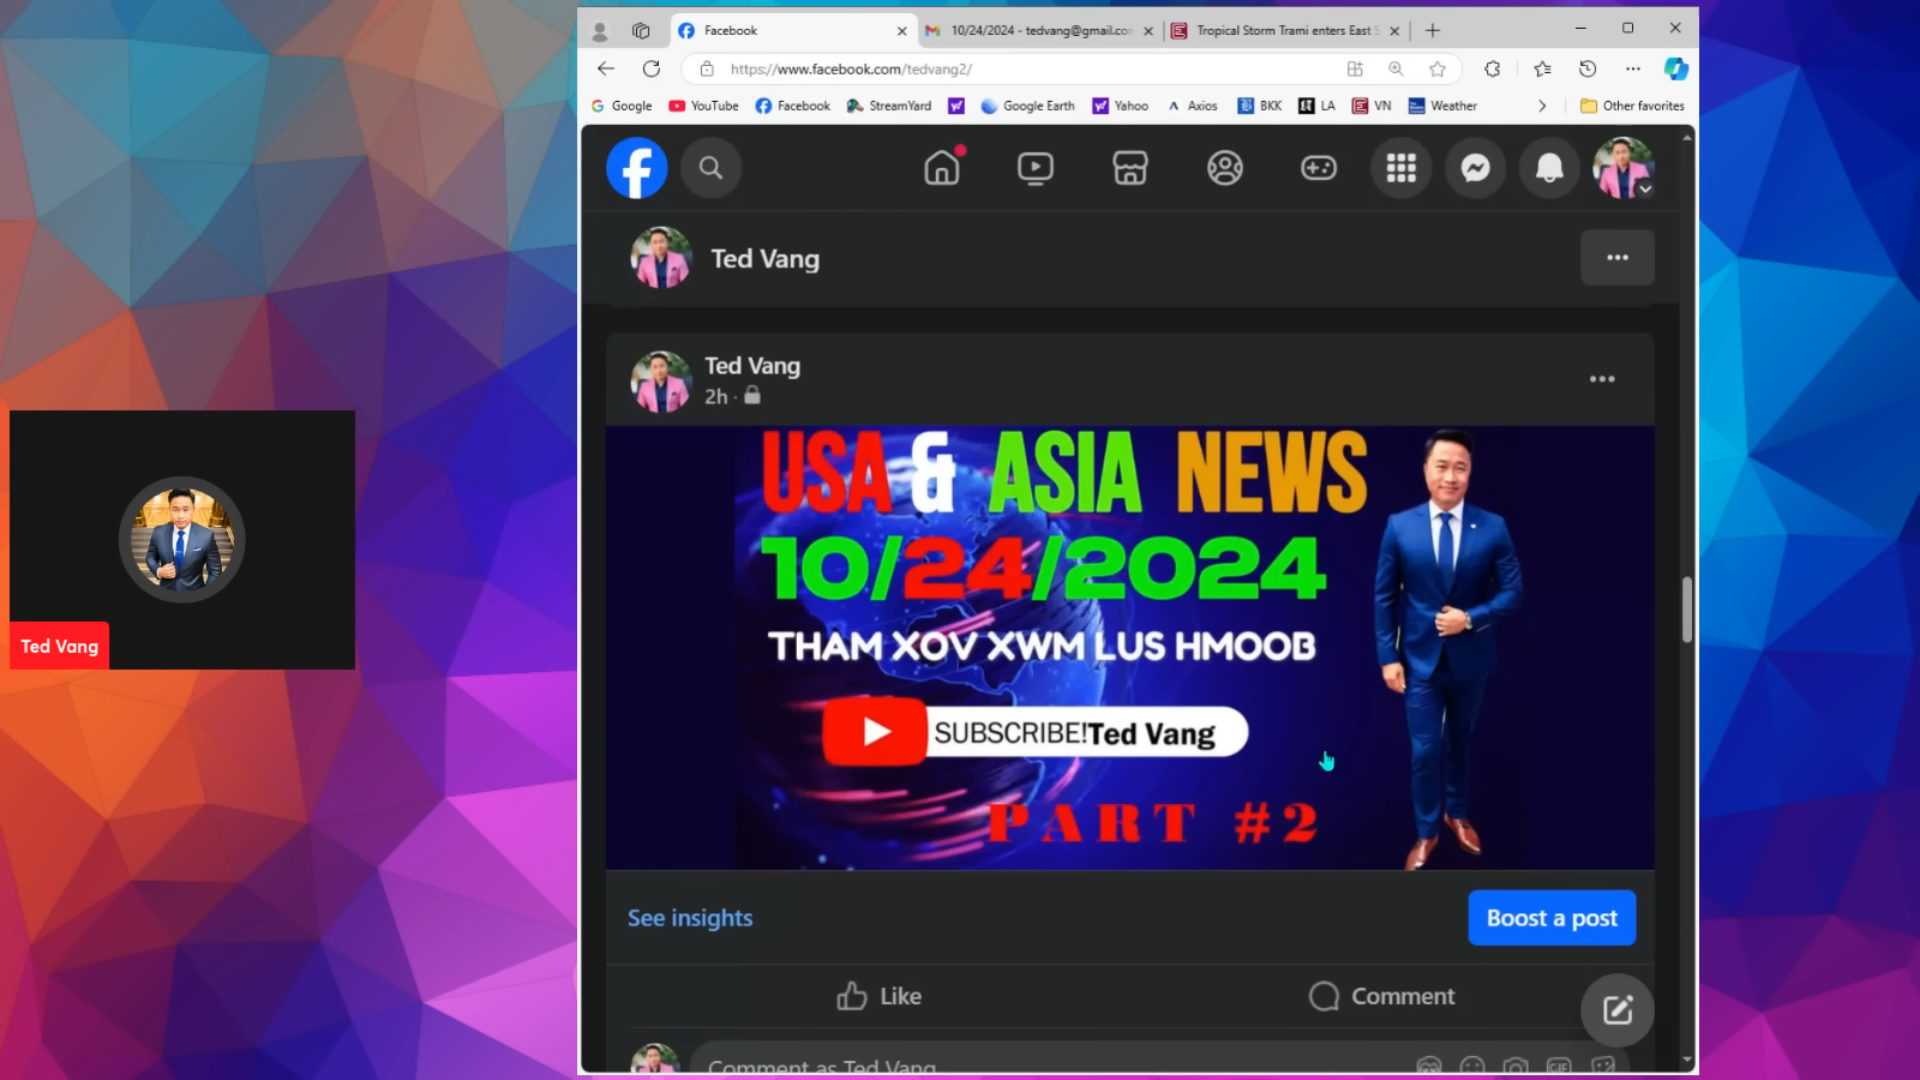 Facebook
10/24/2024 - tedvang@gmail.co
Tropical Storm Trami enters East
https://www.facebook.com/tedvang2/
Google
YouTube
Facebook
StreamYard
Google Earth
Yahoo
Axios
BKK
LA
VN
Weather
Other favorites
Ted Vang
Ted Vang
2h ·
USA & ASIA NEWS
10/24/2024
THAM XOV XWM LUS HMOOB
SUBSCRIBE!Ted Vang
PART #2
See insights
Boost a post
Like
Comment
Comment as Ted Vang
GIF
Ted Vang